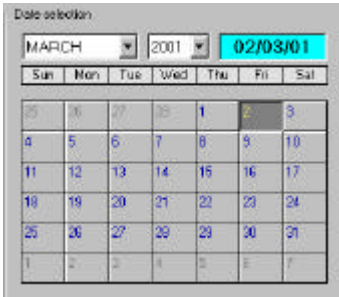 Date selection
MARCH 2001 02/03/01
Sun Mon Tue Wed Thu Fri Sat
25 26 27 28 1 2 3
4 5 6 7 8 9 10
11 12 13 14 15 16 17
18 19 20 21 22 23 24
25 26 27 28 29 30 31
1 2 3 4 5 6 7